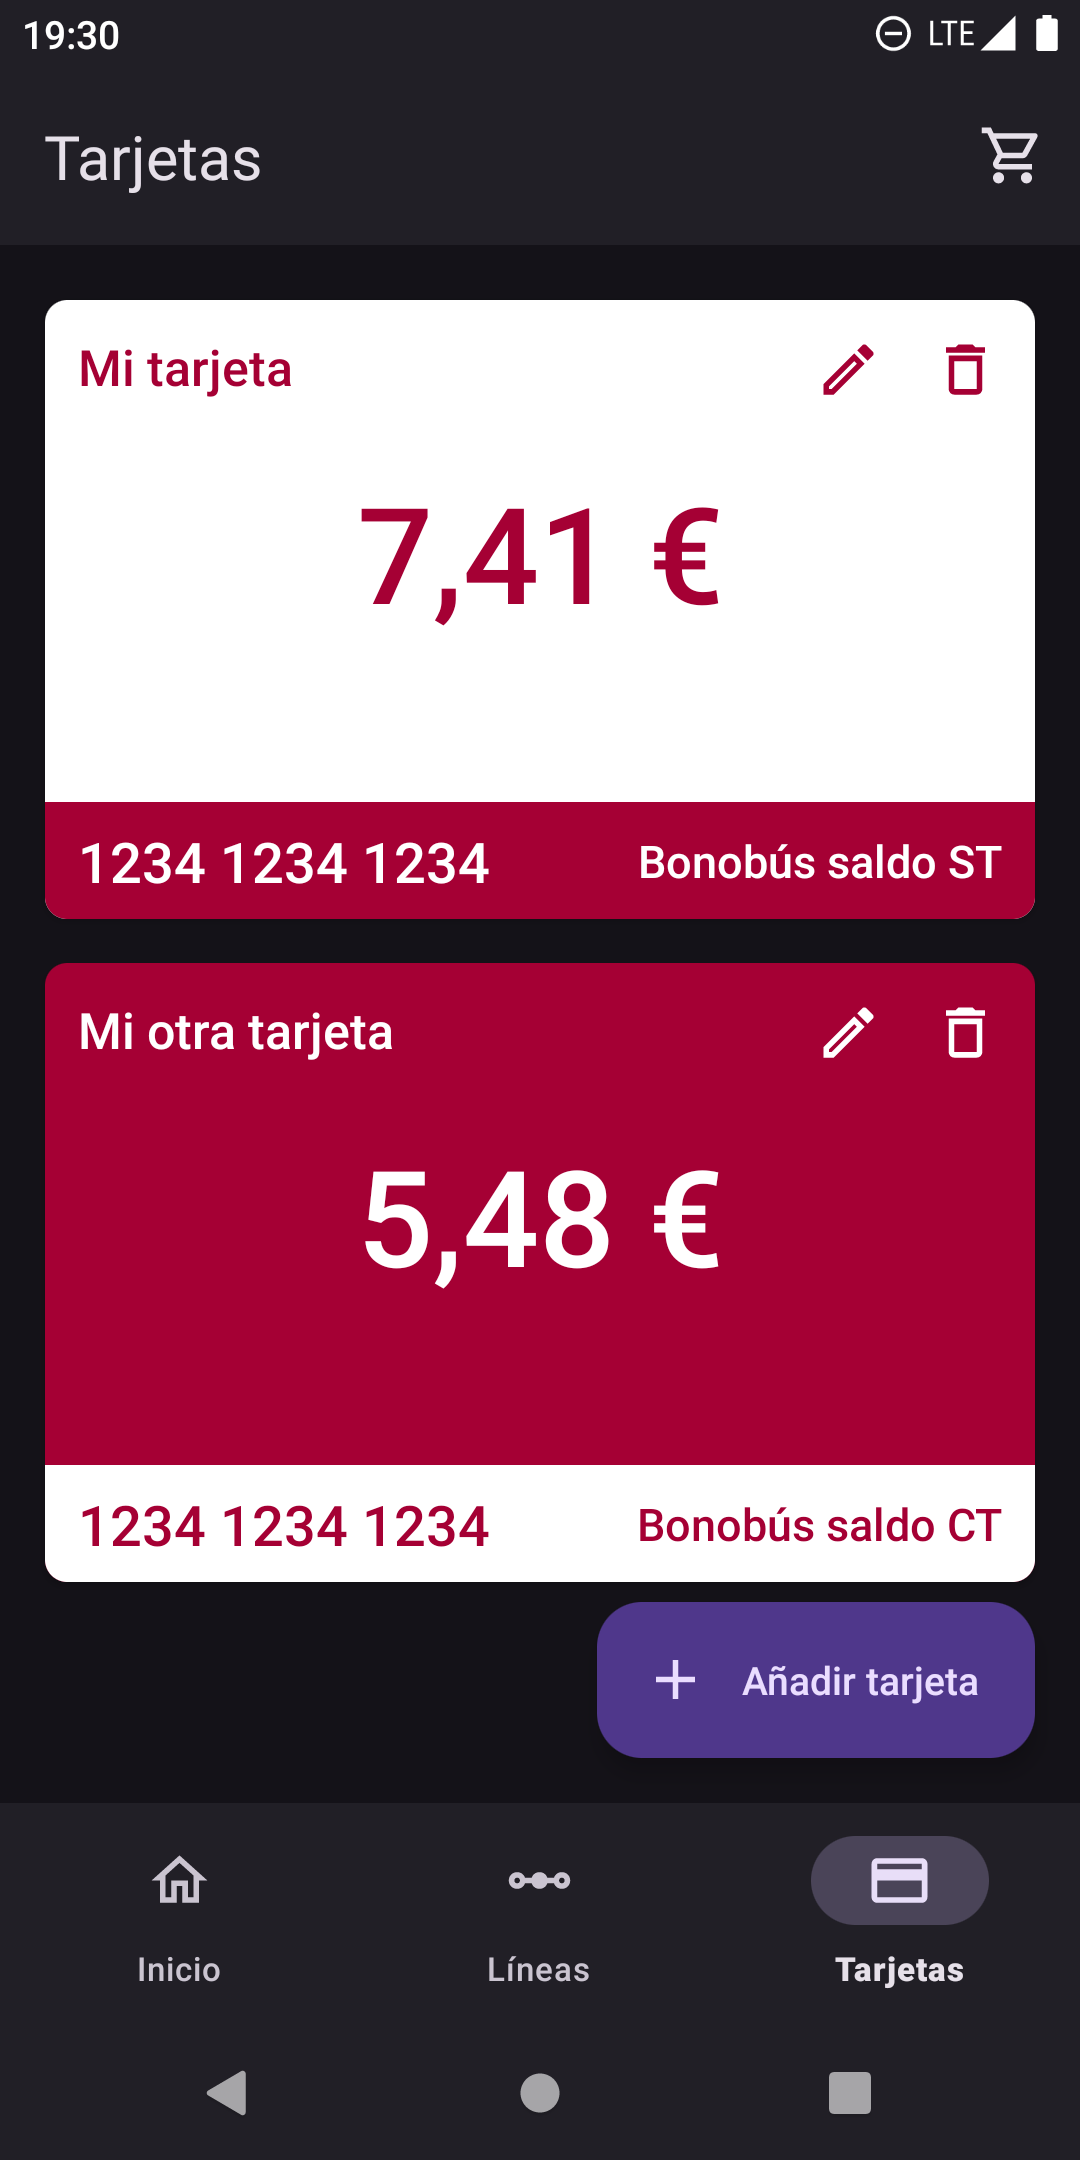 19:30
LTE
Tarjetas
Mi tarjeta
7,41 €
1234 1234 1234
Bonobús saldo ST
Mi otra tarjeta
5,48 €
1234 1234 1234
Bonobús saldo CT
Añadir tarjeta
Inicio
Líneas
Tarjetas